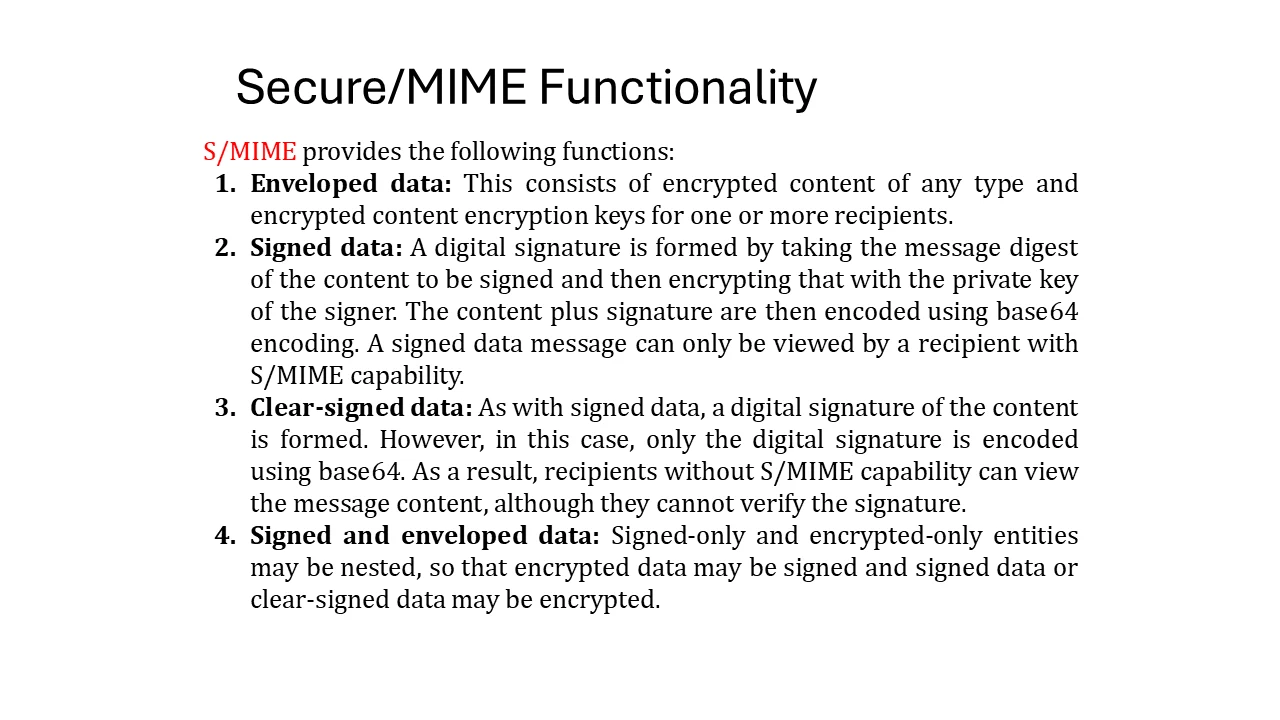 Secure/MIME Functionality
S/MIME provides the following functions:
1. Enveloped data: This consists of encrypted content of any type and
encrypted content encryption keys for one or more recipients.
2. Signed data: A digital signature is formed by taking the message digest
of the content to be signed and then encrypting that with the private key
of the signer. The content plus signature are then encoded using base64
encoding. A signed data message can only be viewed by a recipient with
S/MIME capability.
3. Clear-signed data: As with signed data, a digital signature of the content
is formed. However, in this case, only the digital signature is encoded
using base64. As a result, recipients without S/MIME capability can view
the message content, although they cannot verify the signature.
4. Signed and enveloped data: Signed-only and encrypted-only entities
may be nested, so that encrypted data may be signed and signed data or
clear-signed data may be encrypted.